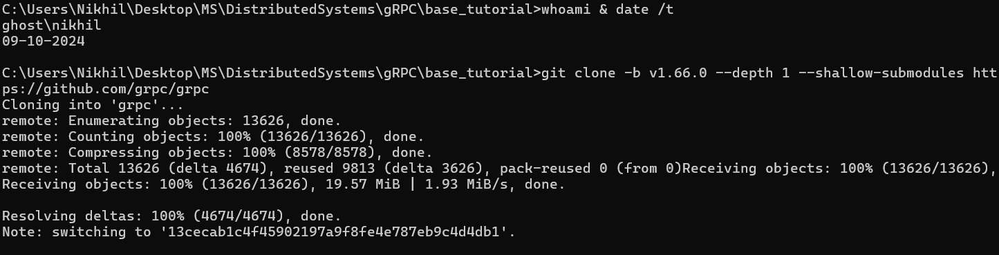 C:\Users\Nikhil\Desktop\MS\DistributedSystems\gRPC\base_tutorial>whoami & date /t
ghost\nikhil
09-10-2024
C:\Users\Nikhil\Desktop\MS\DistributedSystems\gRPC\base_tutorial>git clone -b v1.66.0 --depth 1 --shallow-submodules htt
ps://github.com/grpc/grpc
Cloning into 'grpc'...
remote: Enumerating objects: 13626, done.
remote: Counting objects: 100% (13626/13626), done.
remote: Compressing objects: 100% (8578/8578), done.
remote: Total 13626 (delta 4674), reused 9813 (delta 3626), pack-reused 0 (from 0)Receiving objects: 100% (13626/13626),
Receiving objects: 100% (13626/13626), 19.57 MiB | 1.93 MiB/s, done.
Resolving deltas: 100% (4674/4674), done.
Note: switching to '13cecab1c4f45902197a9f8fe4e787eb9c4d4db1'.